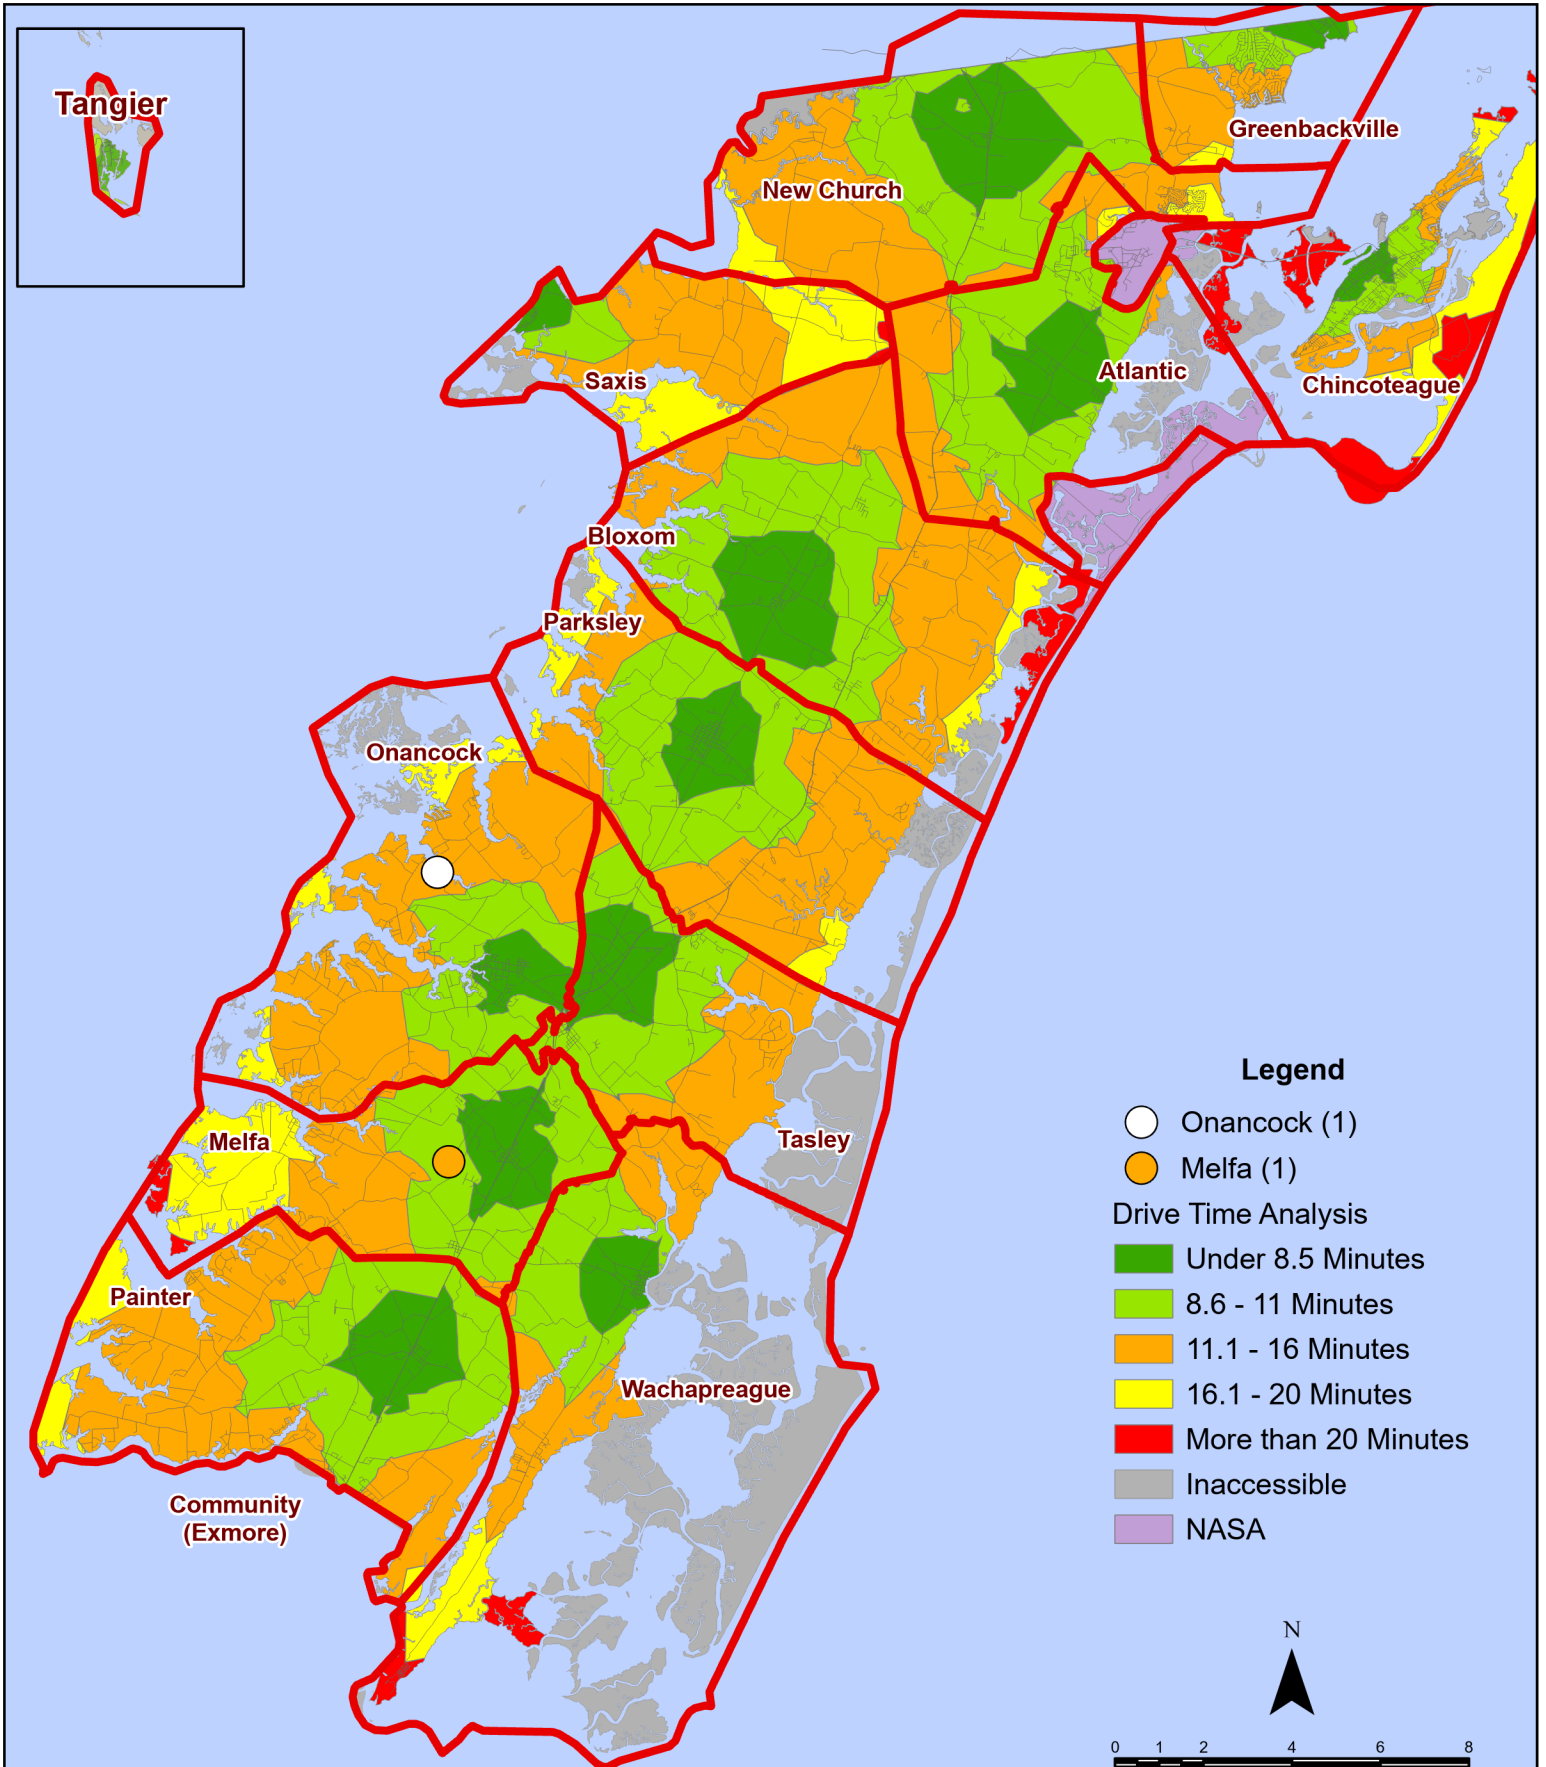 Tangier
Greenbackville
New Church
Saxis
Atlantic
Chincoteague
Bloxom
Parksley
Onancock
Melfa
Tasley
Painter
Wachapreague
Community
(Exmore)
Legend
Onancock (1)
Melfa (1)
Drive Time Analysis
Under 8.5 Minutes
8.6 - 11 Minutes
11.1 - 16 Minutes
16.1 - 20 Minutes
More than 20 Minutes
Inaccessible
NASA
N
0 1 2 4 6 8